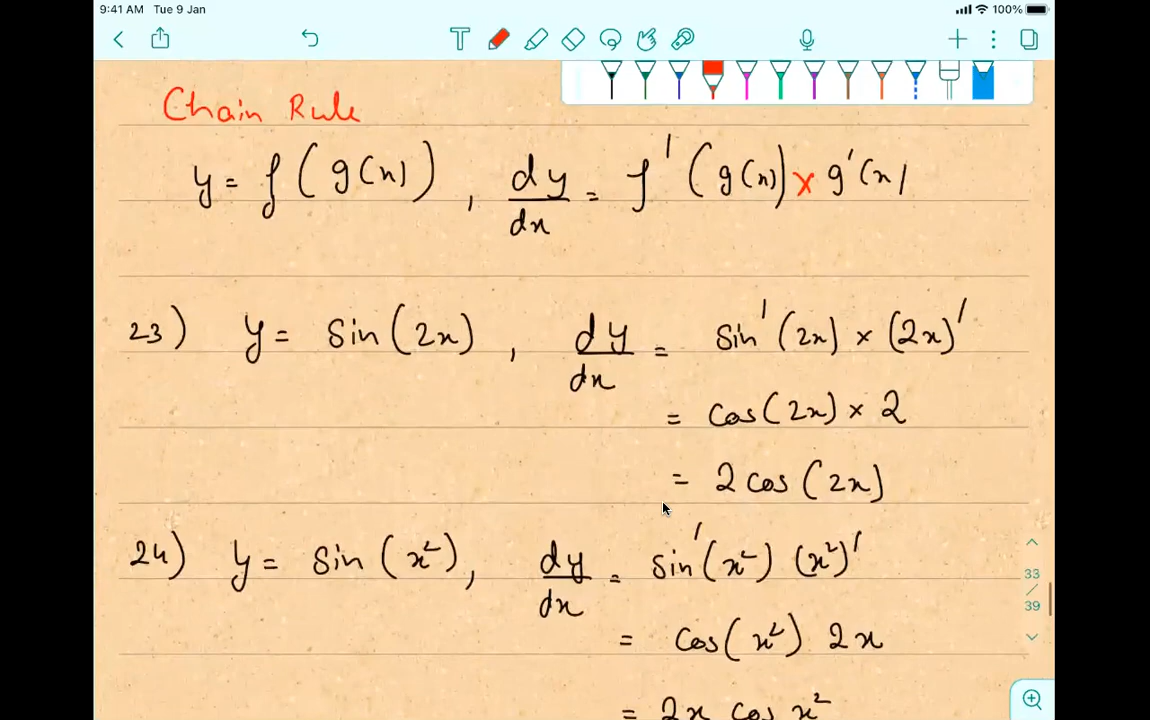 9:41 AM Tue 9 Jan 100%
Chain Rule
y = f(g(x)), dy/dx = f'(g(x)) × g'(x)
23) y = sin(2x), dy/dx = sin'(2x) × (2x)'
= cos(2x) × 2
= 2 cos(2x)
24) y = sin(x²), dy/dx = sin'(x²) (x²)'
= cos(x²) 2x
= 2x cos x²
33
/
39